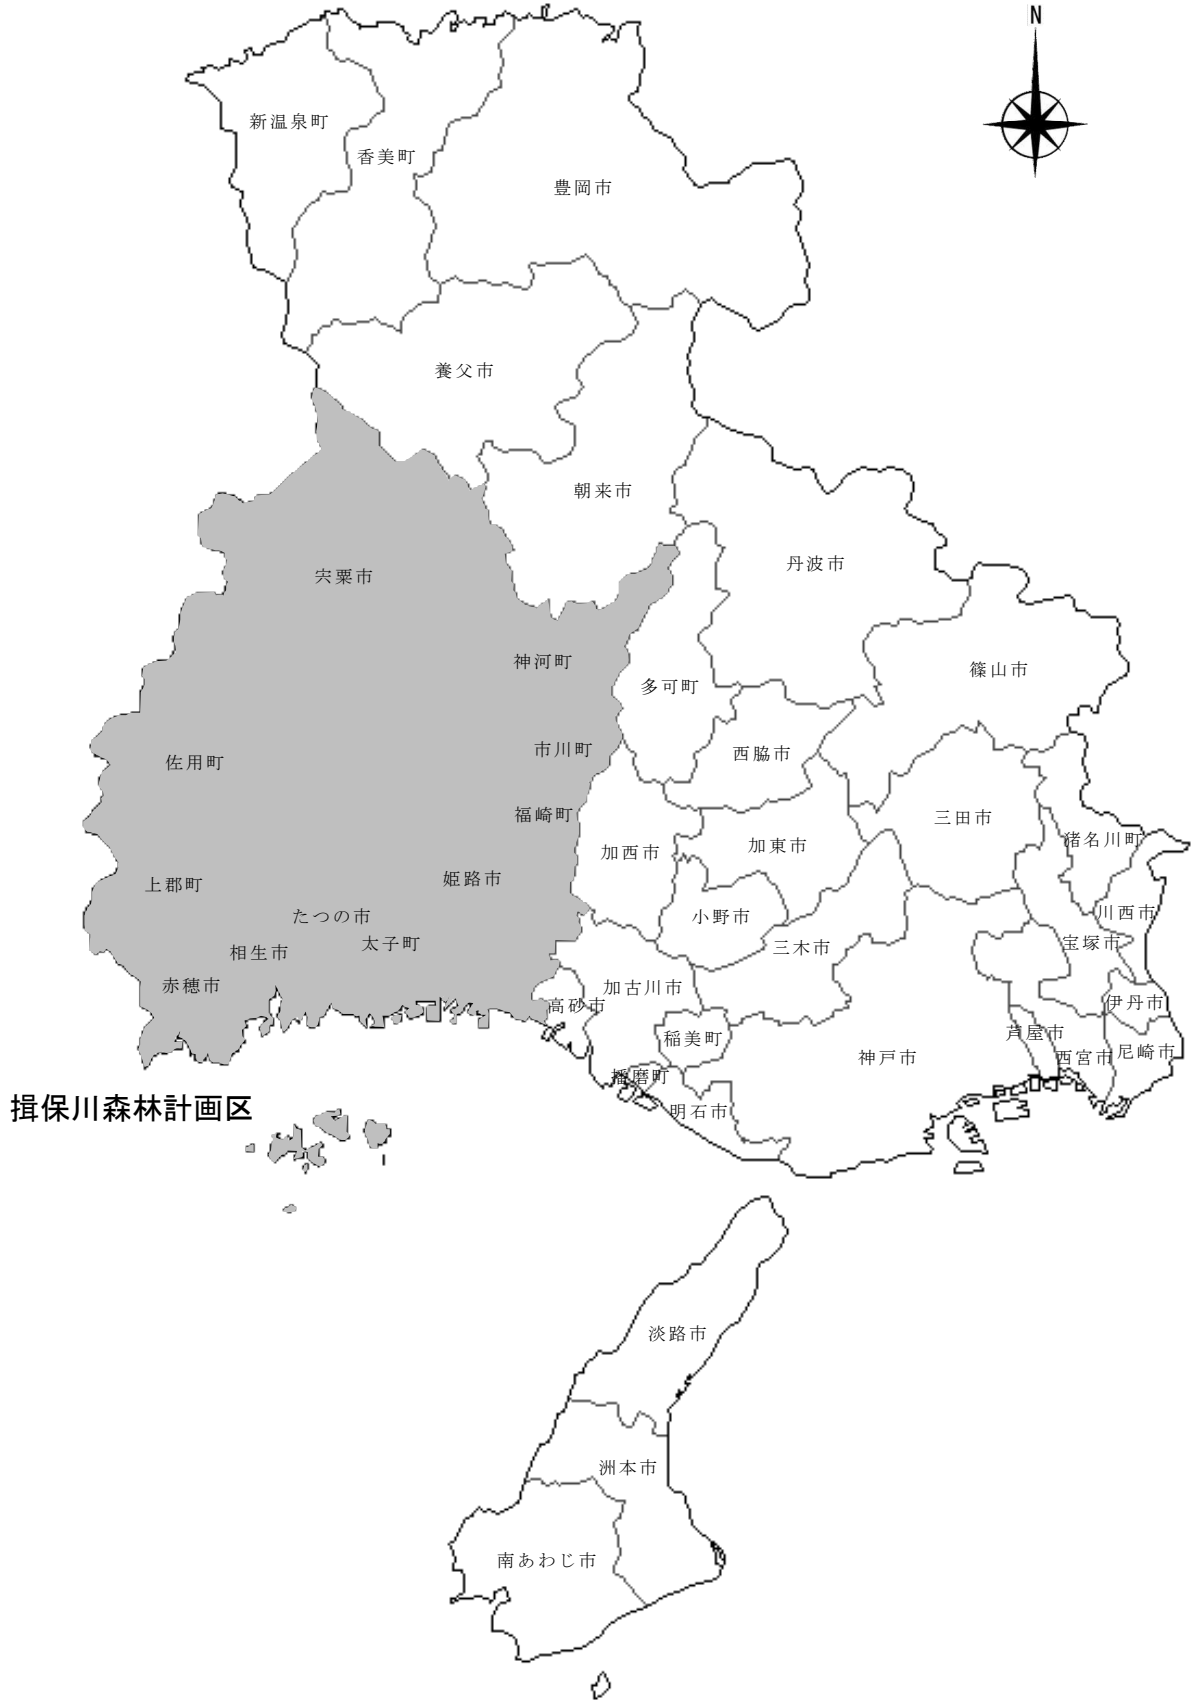 N
新温泉町
香美町
豊岡市
養父市
朝来市
丹波市
宍粟市
神河町
多可町
篠山市
市川町
西脇市
佐用町
福崎町
三田市
加西市
加東市
猪名川町
上郡町
姫路市
たつの市
小野市
川西市
相生市
太子町
三木市
宝塚市
赤穂市
加古川市
高砂市
伊丹市
稲美町
芦屋市
神戸市
西宮市
尼崎市
播磨町
揖保川森林計画区
明石市
淡路市
洲本市
南あわじ市